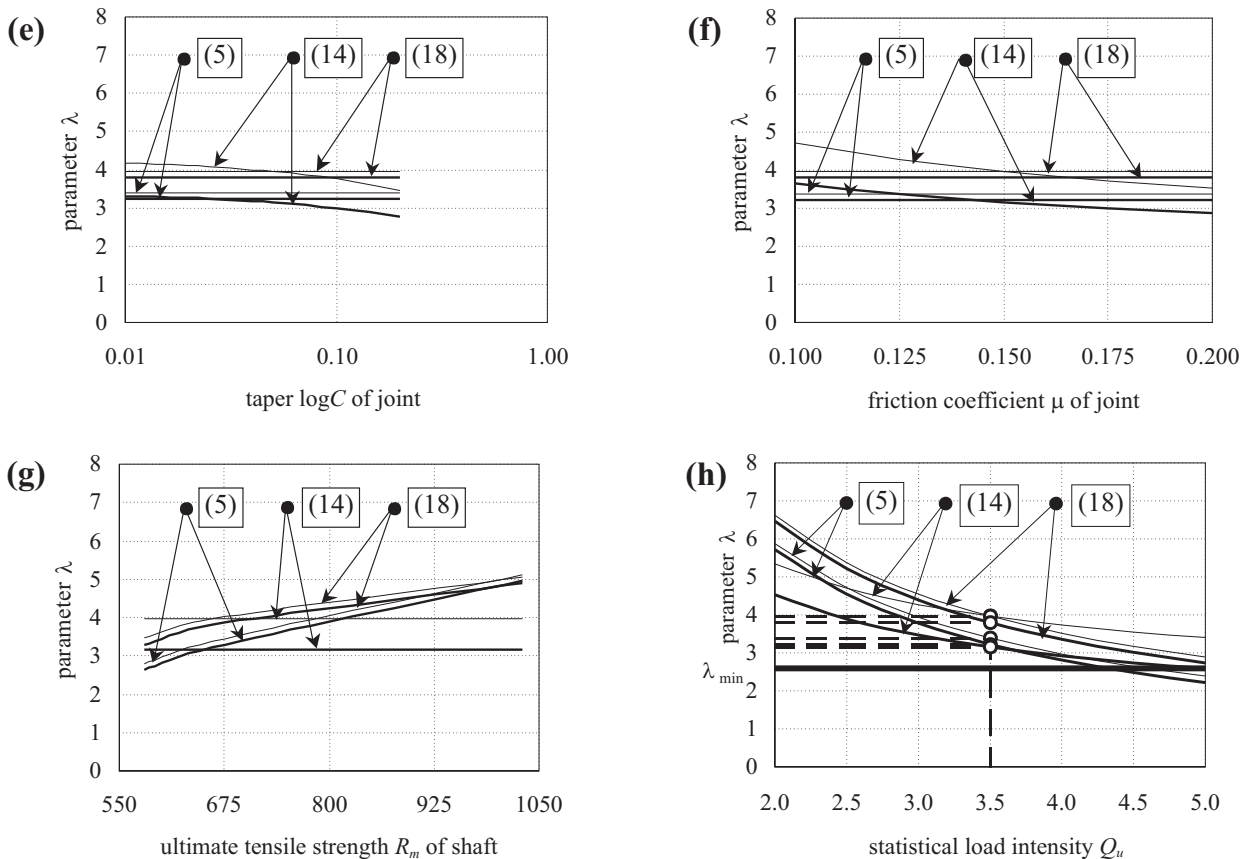 (e)
8
7
6
5
4
3
2
1
0
parameter λ
(5) (14) (18)
0.01 0.10 1.00
taper logC of joint
(f)
8
7
6
5
4
3
2
1
0
parameter λ
(5) (14) (18)
0.100 0.125 0.150 0.175 0.200
friction coefficient μ of joint
(g)
8
7
6
5
4
3
2
1
0
parameter λ
(5) (14) (18)
550 675 800 925 1050
ultimate tensile strength Rm of shaft
(h)
8
7
6
5
4
3
2
1
0
parameter λ
λ min
(5) (14) (18)
2.0 2.5 3.0 3.5 4.0 4.5 5.0
statistical load intensity Qu